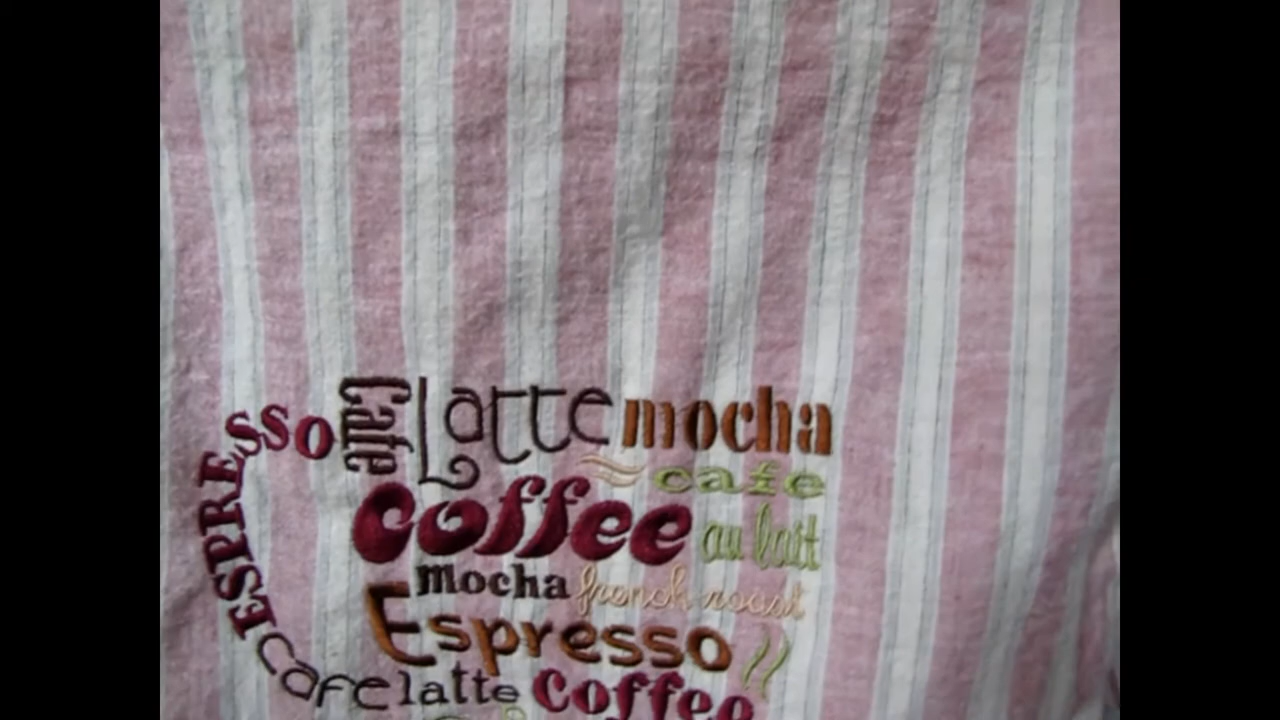 ESPRESSO
Cafe
Latte mocha
cafe
coffee au lait
mocha french roast
Espresso
cafe latte coffee